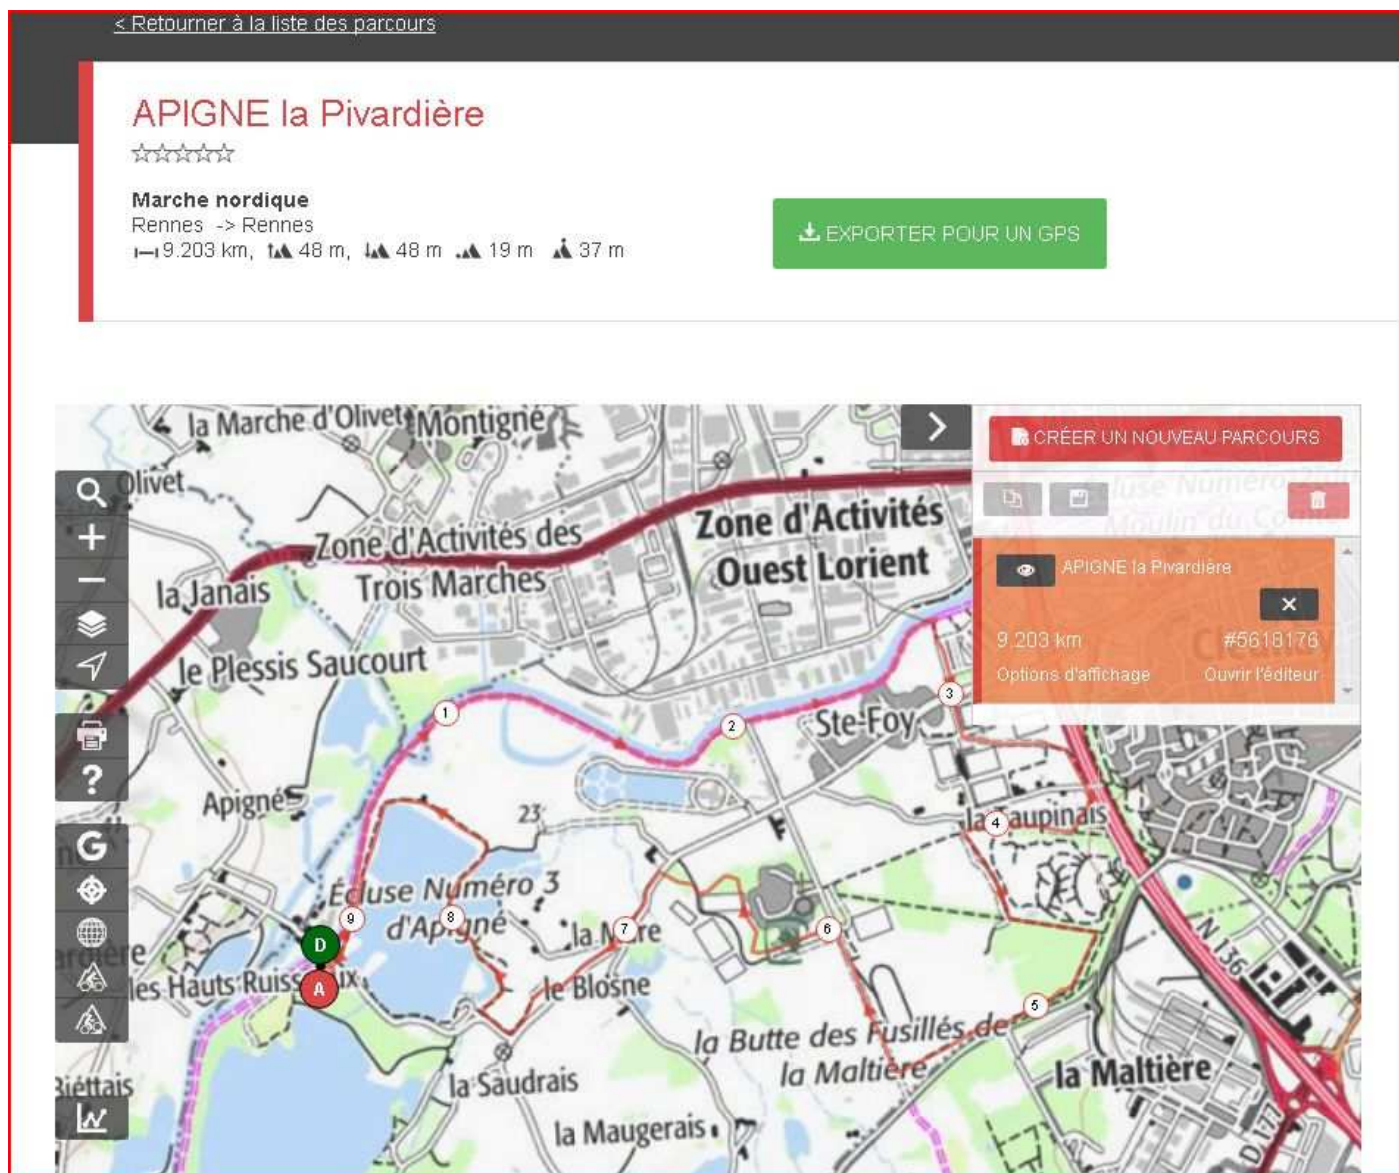 < Retourner à la liste des parcours
APIGNE la Pivardière
Marche nordique
Rennes -> Rennes
9.203 km, 48 m, 48 m 19 m 37 m
EXPORTER POUR UN GPS
CRÉER UN NOUVEAU PARCOURS
APIGNE la Pivardière
9.203 km #5618176
Options d'affichage Ouvrir l'éditeur
la Marche d'Olivet
Montigné
Olivet
Zone d'Activités des
Trois Marches
Zone d'Activités
Ouest Lorient
la Janais
le Plessis Saucourt
1
2
3
Ste-Foy
Apigné
23
4
la Taupinais
Écluse Numéro 3
d'Apigné
9
8
7
6
D
A
les Hauts Ruisseaux
le Blosne
5
N 136
la Butte des Fusillés de
la Maltière
la Maltière
la Saudrais
la Maugerais
D 177
G
?